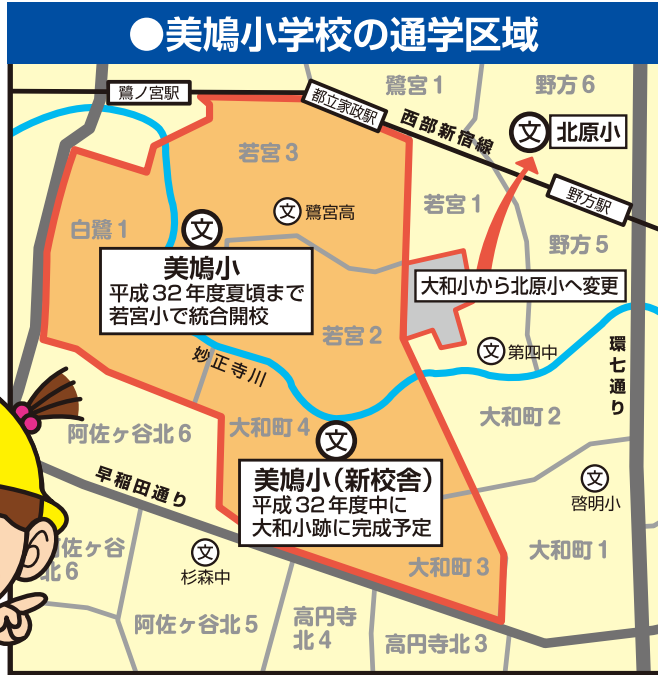 ●美鳩小学校の通学区域
鷺ノ宮駅
鷺宮1
野方6
都立家政駅
西部新宿線
北原小
文
若宮3
文
鷺宮高
若宮1
野方駅
白鷺1
文
野方5
美鳩小
平成32年度夏頃まで
若宮小で統合開校
大和小から北原小へ変更
若宮2
妙正寺川
文
第四中
環七通り
阿佐ヶ谷北6
大和町4
文
大和町2
美鳩小(新校舎)
平成32年度中に
大和小跡に完成予定
早稲田通り
文
啓明小
阿佐ヶ谷
北6
文
杉森中
大和町3
大和町1
阿佐ヶ谷北5
高円寺
北4
高円寺北3